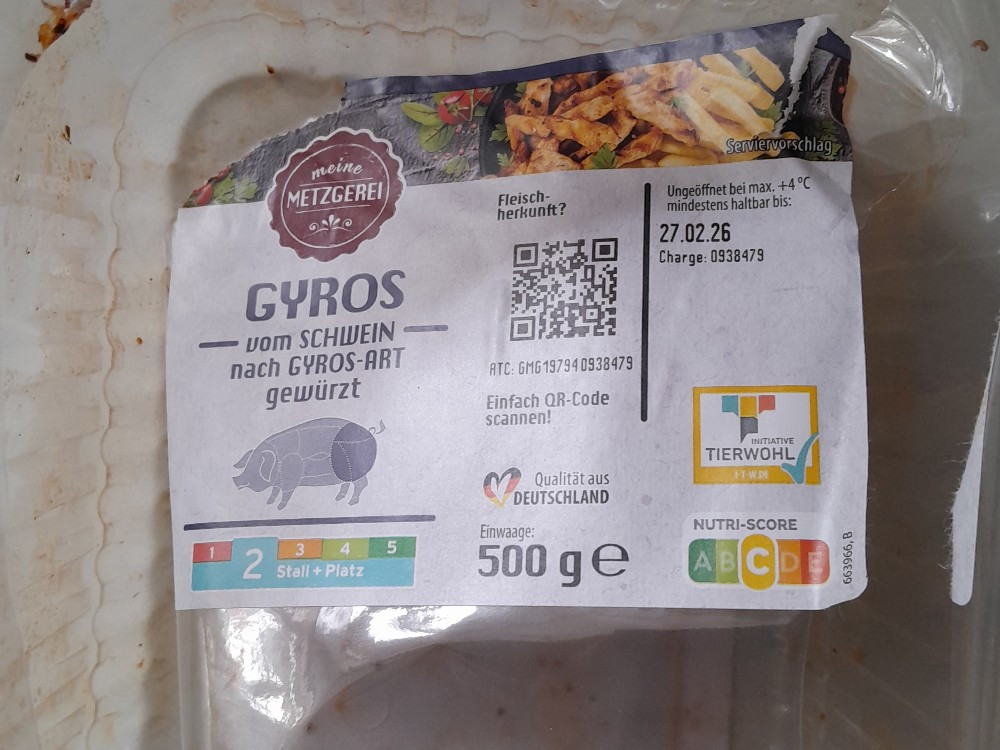 Serviervorschlag
meine
METZGEREI
GYROS
vom SCHWEIN
nach GYROS-ART
gewürzt
1 2 3 4 5
Stall + Platz
Fleisch-
herkunft?
ATC: GMG197940938479
Einfach QR-Code
scannen!
Qualität aus
DEUTSCHLAND
Einwaage:
500 g e
Ungeöffnet bei max. +4 °C
mindestens haltbar bis:
27.02.26
Charge: 0938479
INITIATIVE
TIERWOHL
I-T-W.DE
NUTRI-SCORE
A B C D E
663966, B